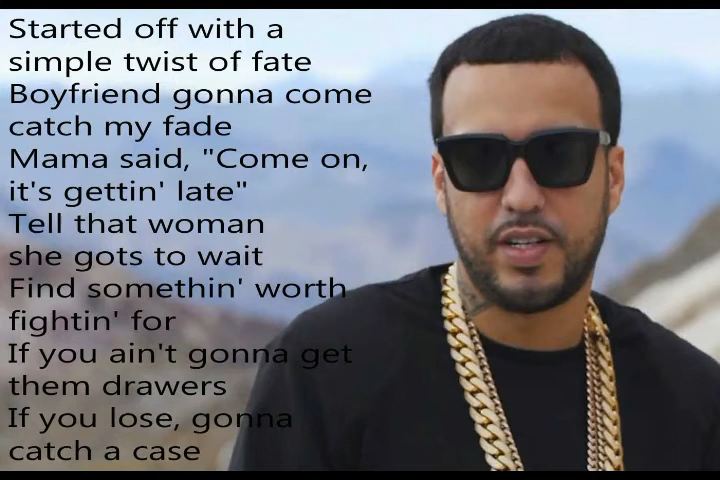 Started off with a
simple twist of fate
Boyfriend gonna come
catch my fade
Mama said, "Come on,
it's gettin' late"
Tell that woman
she gots to wait
Find somethin' worth
fightin' for
If you ain't gonna get
them drawers
If you lose, gonna
catch a case